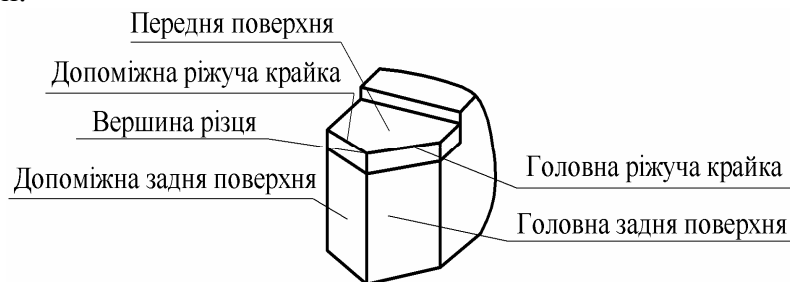 Передня поверхня
Допоміжна ріжуча крайка
Вершина різця
Допоміжна задня поверхня
Головна ріжуча крайка
Головна задня поверхня